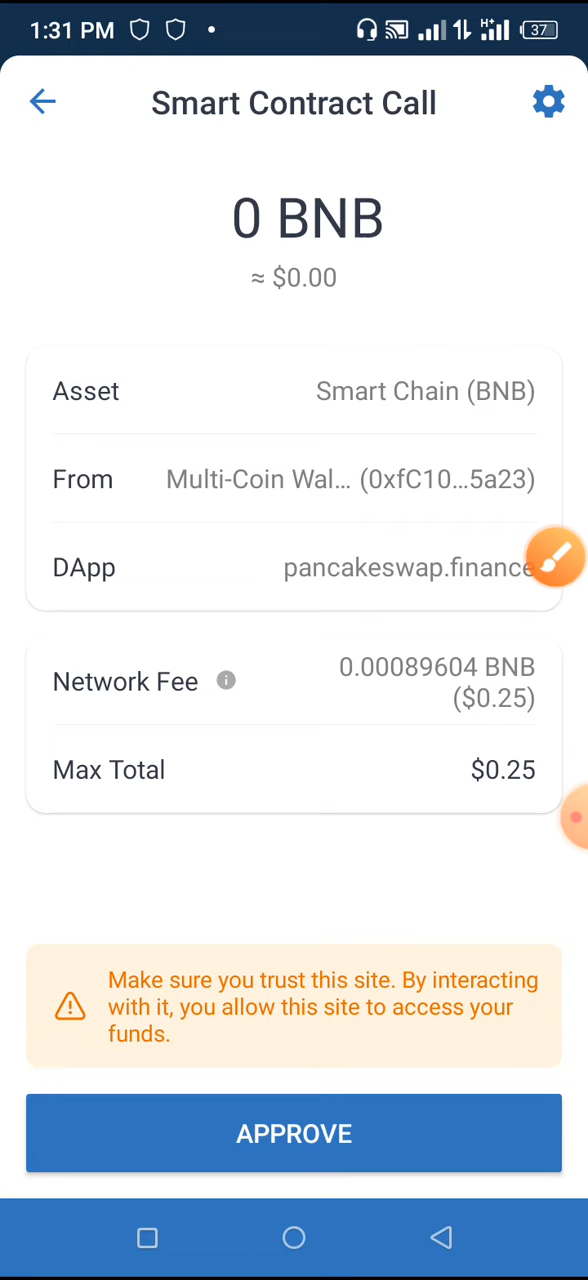 1:31 PM
H+
37
Smart Contract Call
0 BNB
≈ $0.00
Asset Smart Chain (BNB)
From Multi-Coin Wal... (0xfC10...5a23)
DApp pancakeswap.finance
Network Fee 0.00089604 BNB
($0.25)
Max Total $0.25
Make sure you trust this site. By interacting
with it, you allow this site to access your
funds.
APPROVE